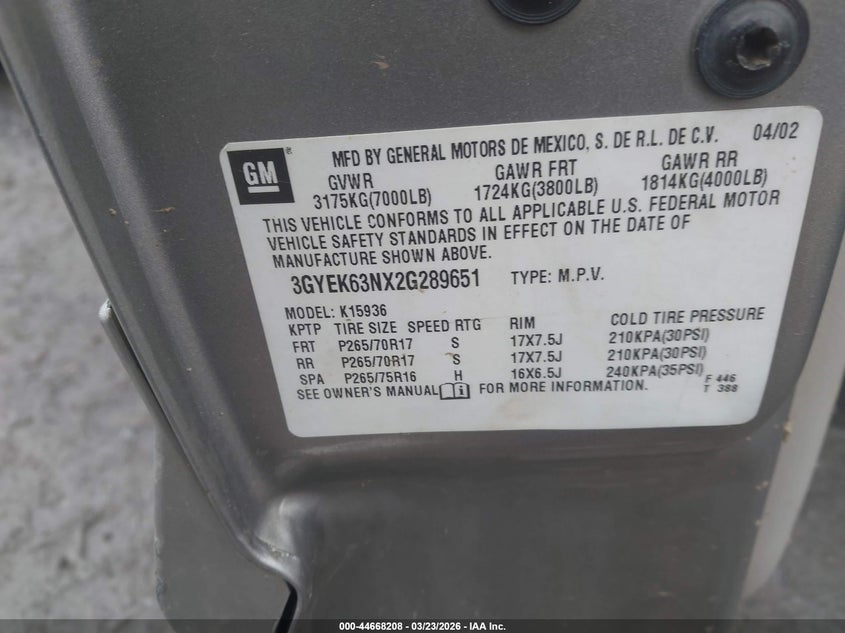 GM®
MFD BY GENERAL MOTORS DE MEXICO, S. DE R.L. DE C.V. 04/02
GVWR GAWR FRT GAWR RR
3175KG(7000LB) 1724KG(3800LB) 1814KG(4000LB)
THIS VEHICLE CONFORMS TO ALL APPLICABLE U.S. FEDERAL MOTOR
VEHICLE SAFETY STANDARDS IN EFFECT ON THE DATE OF
MANUFACTURE SHOWN ABOVE.
3GYEK63NX2G289651 TYPE: M.P.V.
MODEL: K15936
KPTP TIRE SIZE SPEED RTG RIM COLD TIRE PRESSURE
FRT P265/70R17 S 17X7.5J 210KPA(30PSI)
RR P265/70R17 S 17X7.5J 210KPA(30PSI)
SPA P265/75R16 H 16X6.5J 240KPA(35PSI)
SEE OWNER'S MANUAL FOR MORE INFORMATION.
F 446
T 388
000-44668208 - 03/23/2026 - IAA Inc.